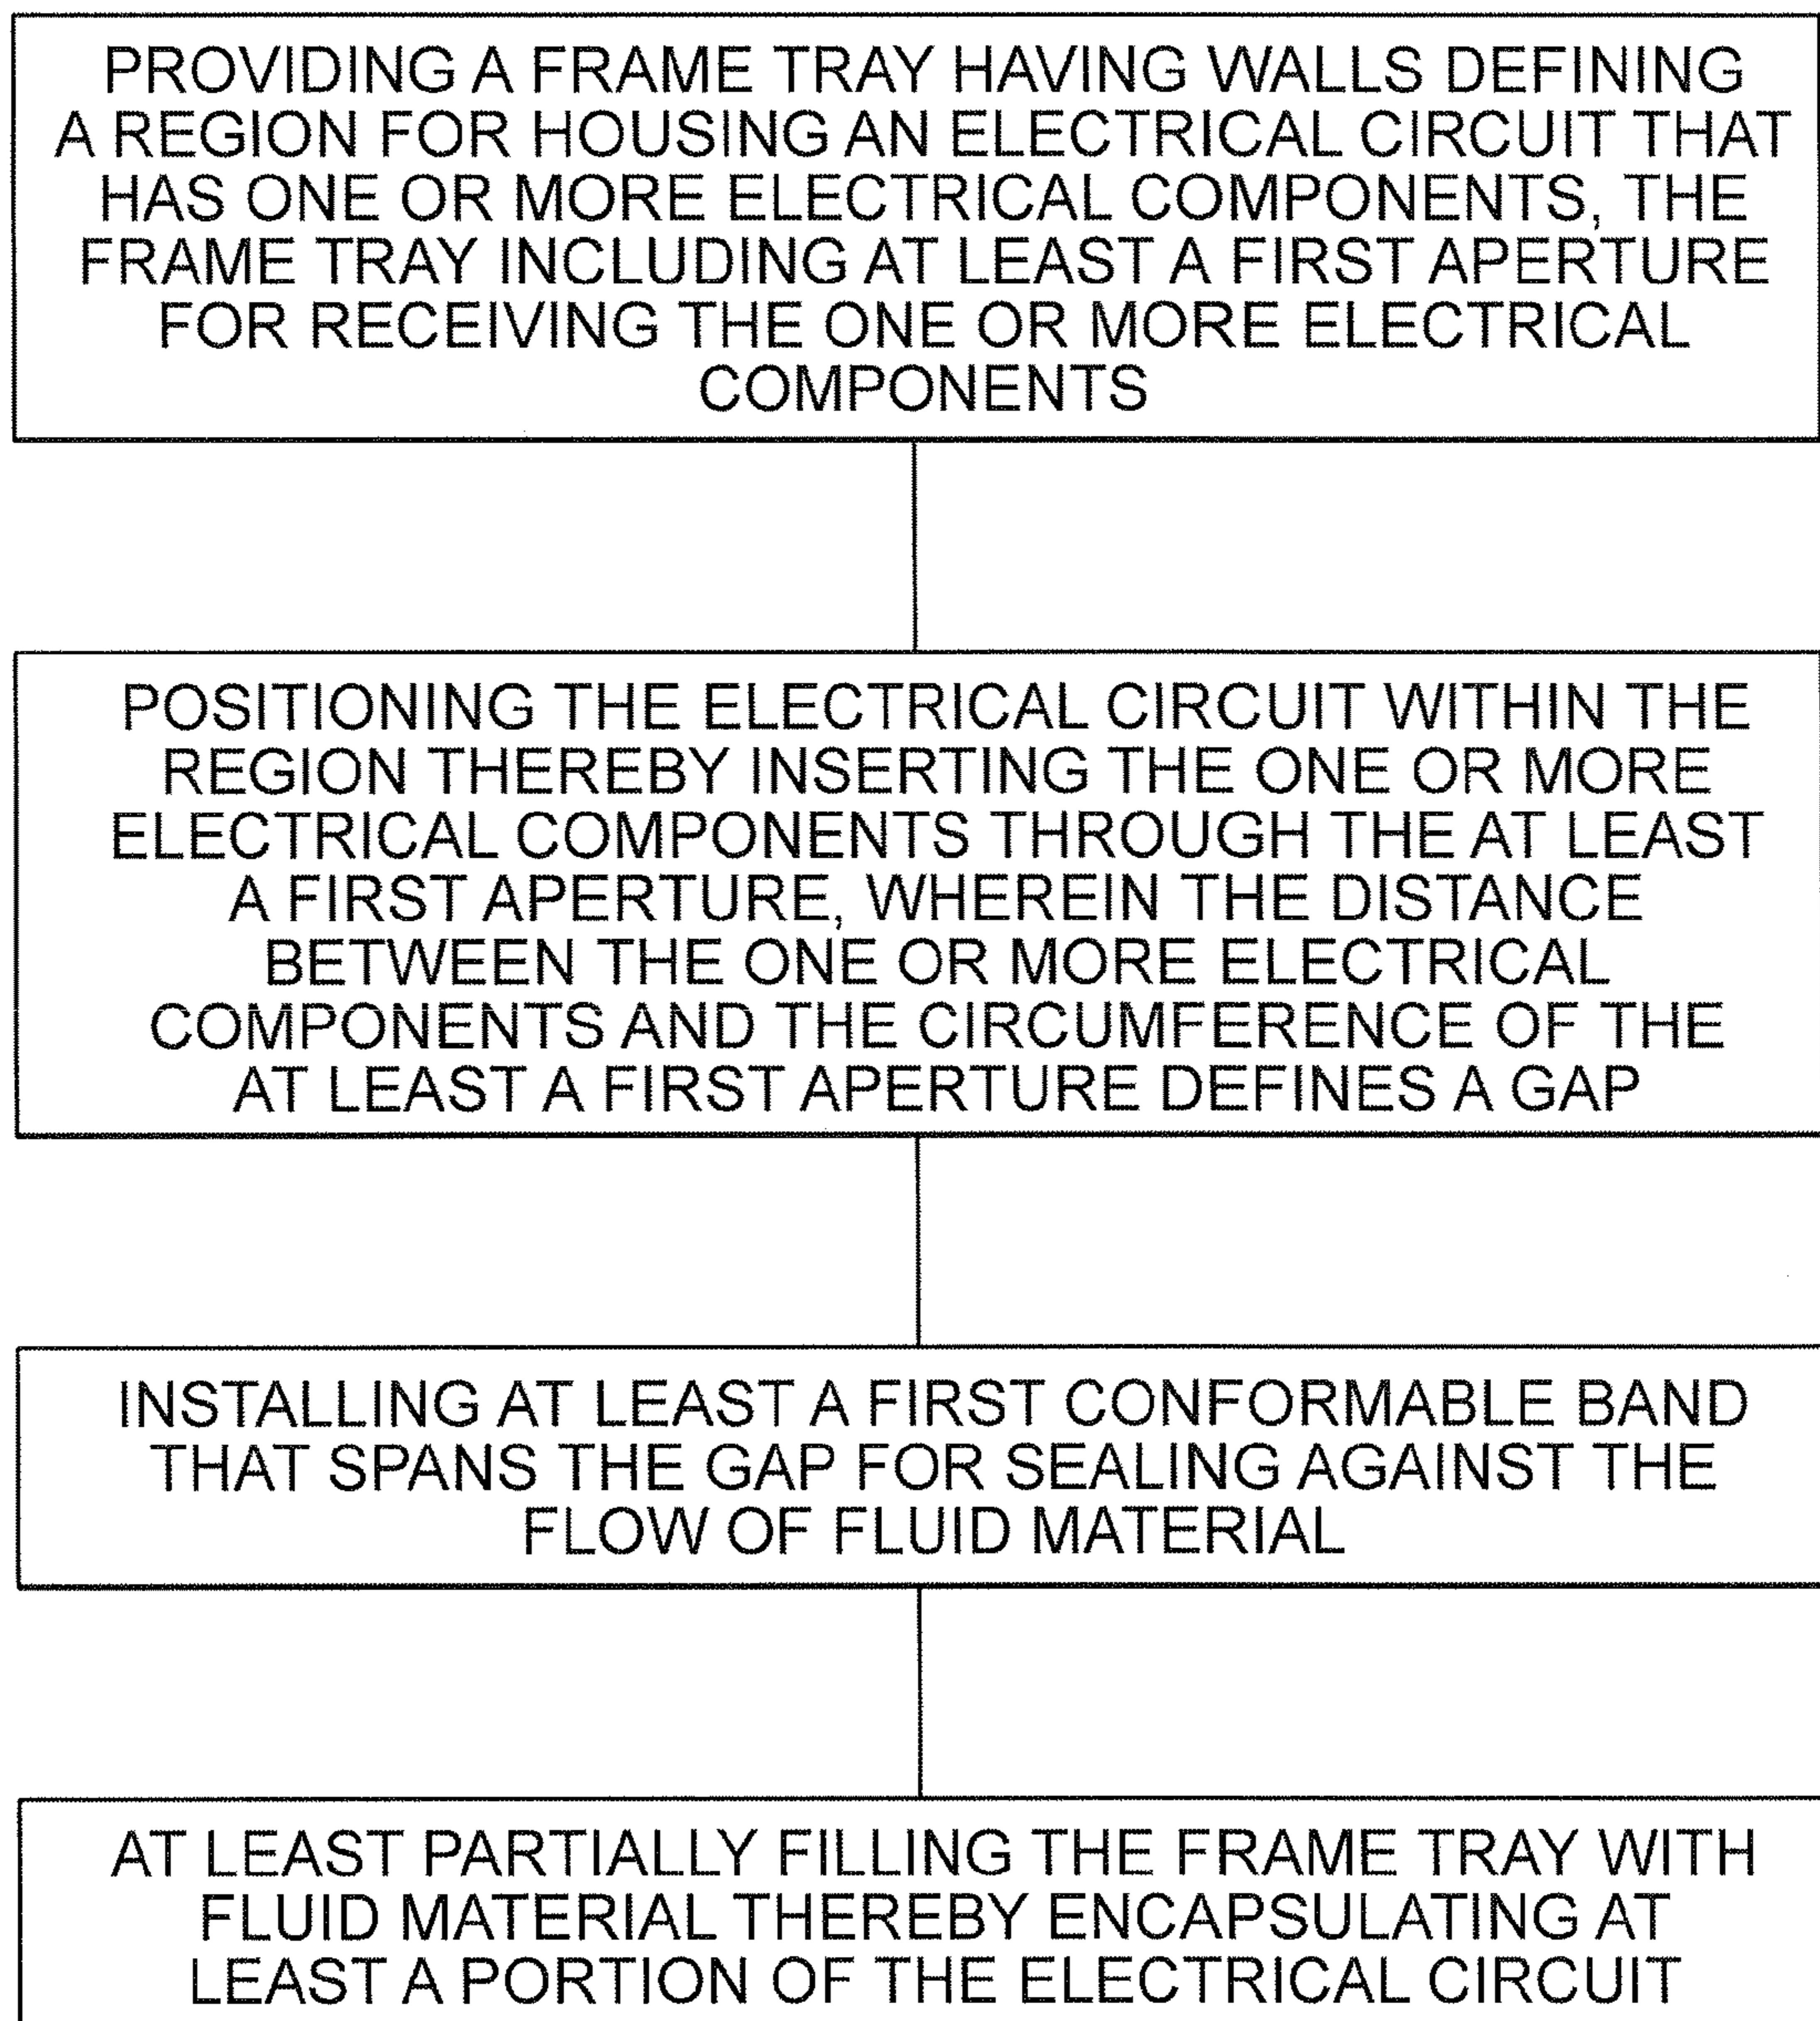 PROVIDING A FRAME TRAY HAVING WALLS DEFINING
A REGION FOR HOUSING AN ELECTRICAL CIRCUIT THAT
HAS ONE OR MORE ELECTRICAL COMPONENTS, THE
FRAME TRAY INCLUDING AT LEAST A FIRST APERTURE
FOR RECEIVING THE ONE OR MORE ELECTRICAL
COMPONENTS
POSITIONING THE ELECTRICAL CIRCUIT WITHIN THE
REGION THEREBY INSERTING THE ONE OR MORE
ELECTRICAL COMPONENTS THROUGH THE AT LEAST
A FIRST APERTURE, WHEREIN THE DISTANCE
BETWEEN THE ONE OR MORE ELECTRICAL
COMPONENTS AND THE CIRCUMFERENCE OF THE
AT LEAST A FIRST APERTURE DEFINES A GAP
INSTALLING AT LEAST A FIRST CONFORMABLE BAND
THAT SPANS THE GAP FOR SEALING AGAINST THE
FLOW OF FLUID MATERIAL
AT LEAST PARTIALLY FILLING THE FRAME TRAY WITH
FLUID MATERIAL THEREBY ENCAPSULATING AT
LEAST A PORTION OF THE ELECTRICAL CIRCUIT